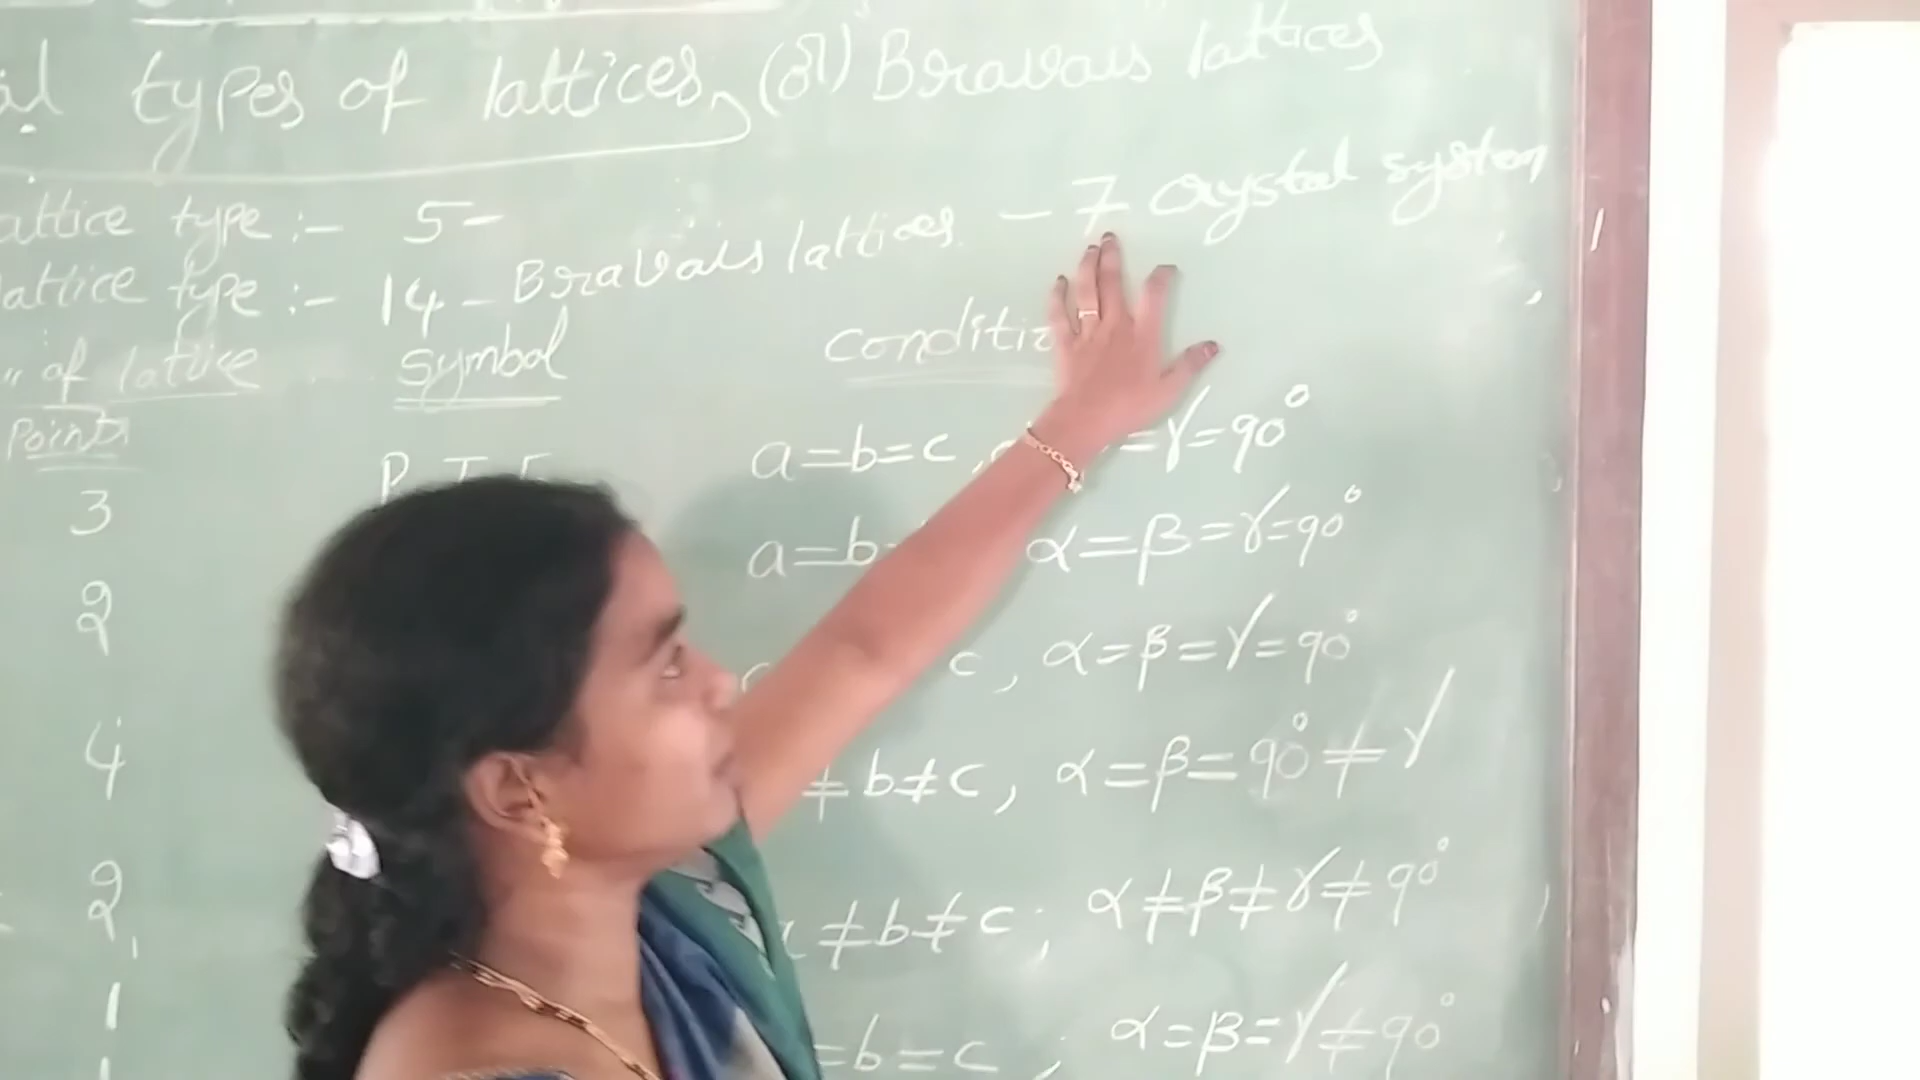 types of lattices, (or) Bravais lattices
lattice type :- 5-
lattice type :- 14 - Bravais lattices - 7 crystal system
of lattice Symbol
Points
P I F a=b=c, =γ=90°
3
a=b α=β=γ=90°
2
c, α=β=γ=90°
4
≠b≠c, α=β=90°≠γ
2
≠b≠c; α≠β≠γ≠90°
1
=b=c; α=β=γ≠90°